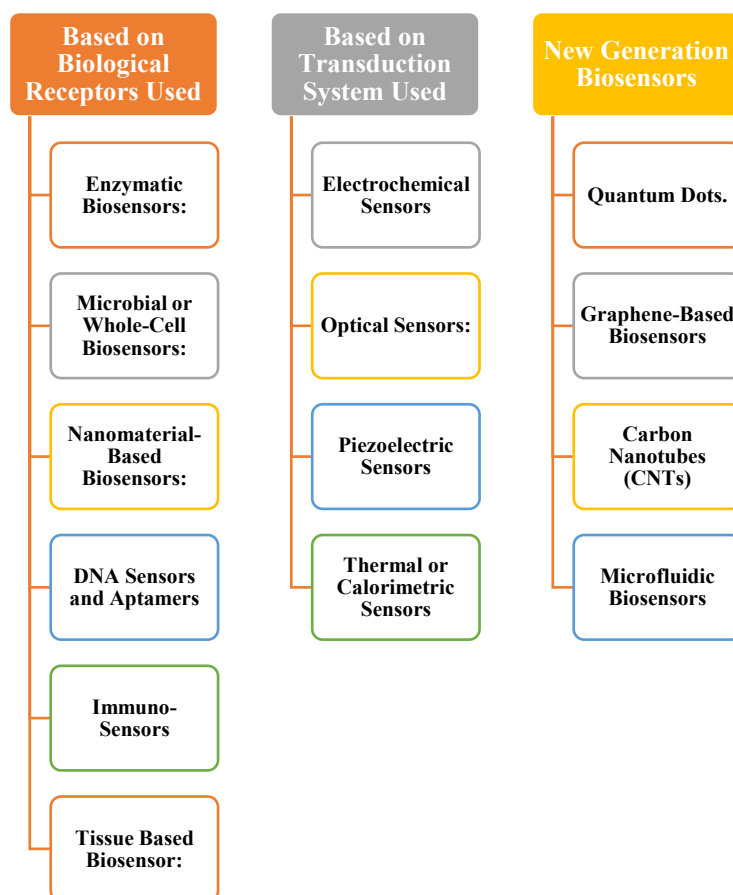 Based on
Biological
Receptors Used
Enzymatic
Biosensors:
Microbial or
Whole-Cell
Biosensors:
Nanomaterial-
Based
Biosensors:
DNA Sensors
and Aptamers
Immuno-
Sensors
Tissue Based
Biosensor:
Based on
Transduction
System Used
Electrochemical
Sensors
Optical Sensors:
Piezoelectric
Sensors
Thermal or
Calorimetric
Sensors
New Generation
Biosensors
Quantum Dots.
Graphene-Based
Biosensors
Carbon
Nanotubes
(CNTs)
Microfluidic
Biosensors